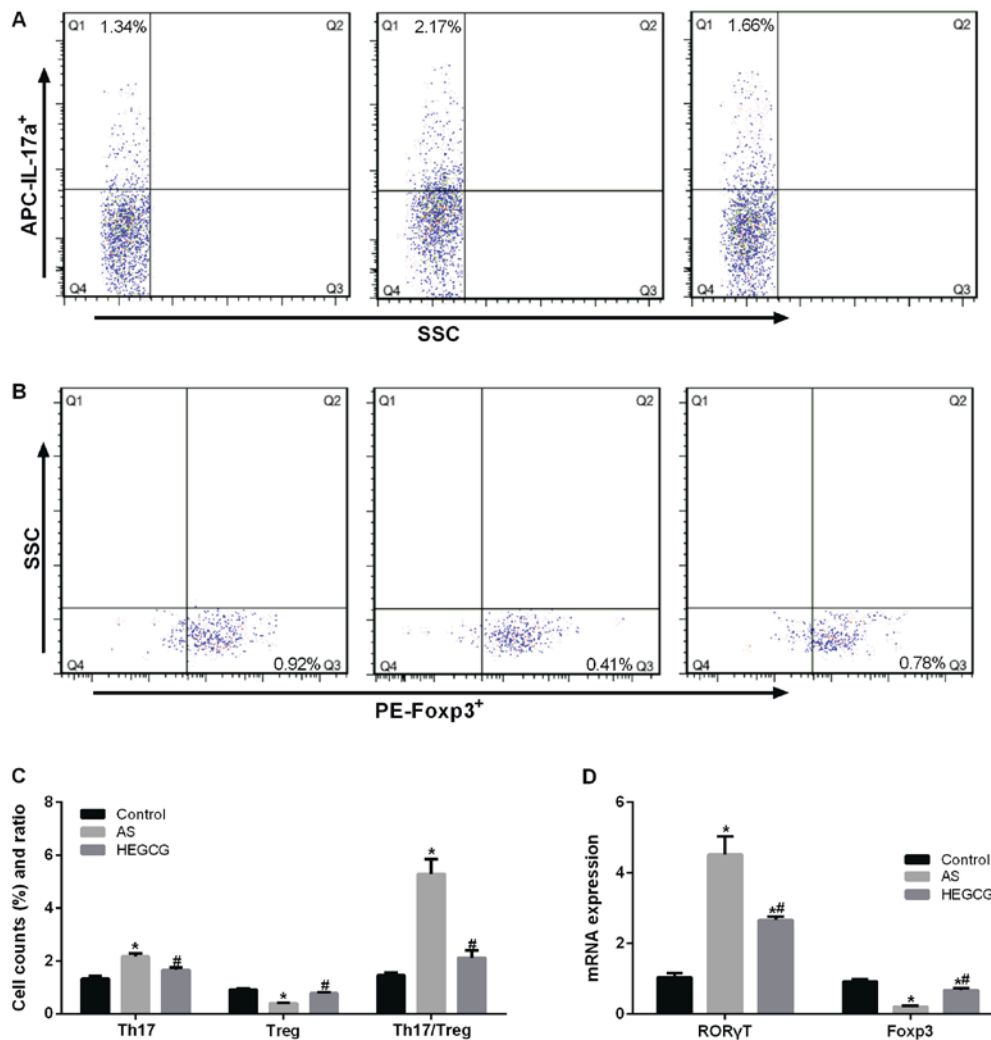 A
Q1 1.34% Q2
Q1 2.17% Q2
Q1 1.66% Q2
APC-IL-17a⁺
Q4 Q3
Q4 Q3
Q4 Q3
SSC
B
Q1 Q2
Q1 Q2
Q1 Q2
SSC
Q4 0.92% Q3
Q4 0.41% Q3
Q4 0.78% Q3
PE-Foxp3⁺
C
Cell counts (%) and ratio
8
6
4
2
0
Control
AS
HEGCG
* #
* #
* #
Th17 Treg Th17/Treg
D
mRNA expression
6
4
2
0
Control
AS
HEGCG
* *#
* *#
RORγT Foxp3